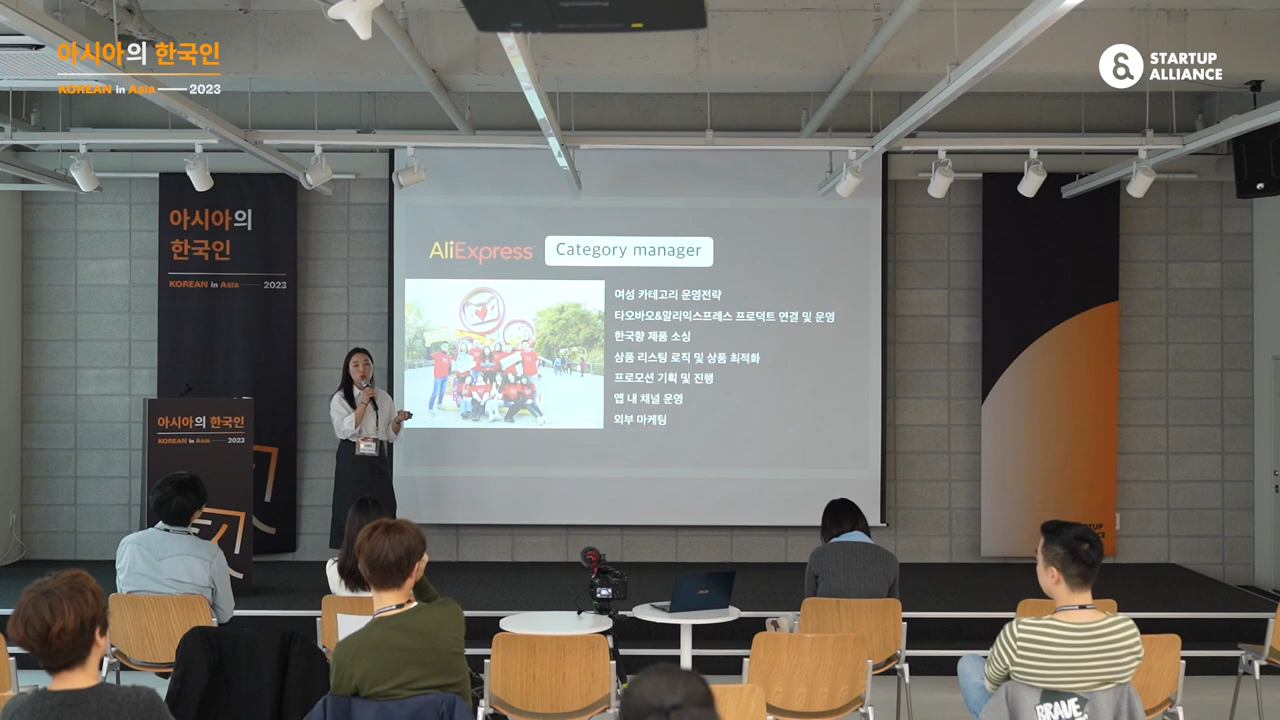 아시아의 한국인
KOREAN in Asia 2023
STARTUP
ALLIANCE
아시아의
한국인
KOREAN in Asia 2023
AliExpress
Category manager
여성 카테고리 운영전략
타오바오&알리익스프레스 프로덕트 연결 및 운영
한국향 제품 소싱
상품 리스팅 로직 및 상품 최적화
프로모션 기획 및 진행
앱 내 채널 운영
외부 마케팅
아시아의 한국인
KOREAN in Asia 2023
BRAVE